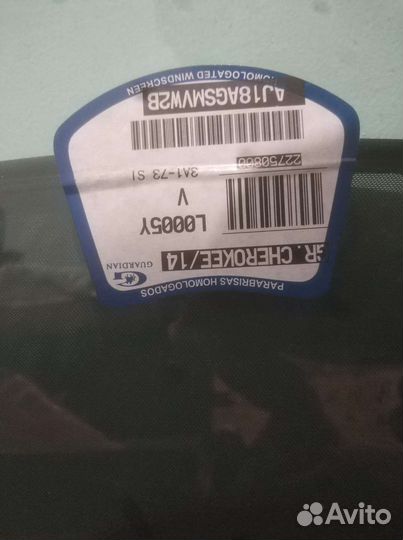 PARABRISAS HOMOLOGADOS
GUARDIAN
GR. CHEROKEE/14
L0005Y
V
3A1-73 S1
22750800
AJ18AGSMVW2B
HOMOLOGATED WINDSCREEN
Avito